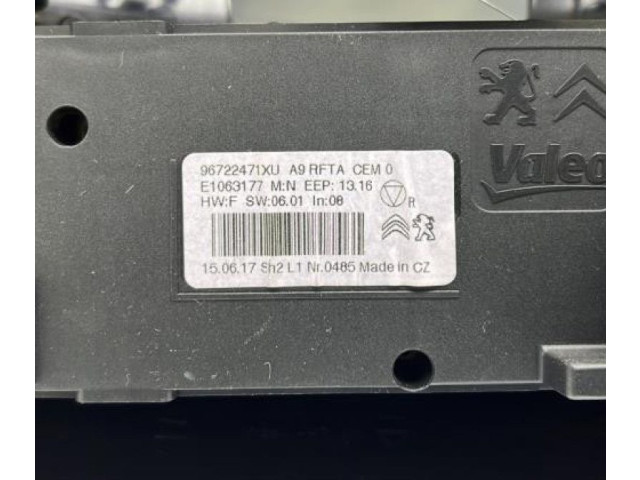 Valeo
96722471XU A9 RFTA CEM 0
E1063177 M:N EEP: 13.16
HW:F SW:06.01 In:08
R
15.06.17 Sh2 L1 Nr.0485 Made in CZ